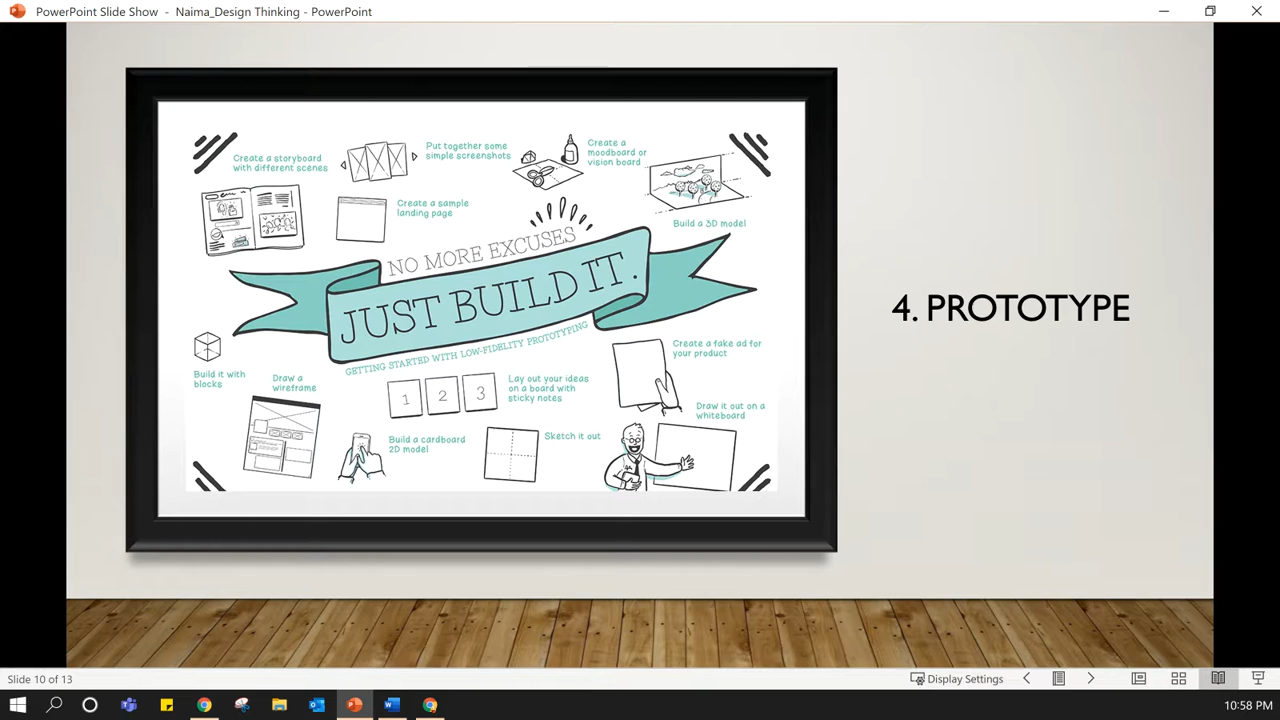 PowerPoint Slide Show - Naima_Design Thinking - PowerPoint
Create a storyboard
with different scenes
Put together some
simple screenshots
Create a
moodboard or
vision board
Create a sample
landing page
Build a 3D model
NO MORE EXCUSES
JUST BUILD IT.
GETTING STARTED WITH LOW-FIDELITY PROTOTYPING
4. PROTOTYPE
Build it with
blocks
Draw a
wireframe
1 2 3
Lay out your ideas
on a board with
sticky notes
Create a fake ad for
your product
Build a cardboard
2D model
Sketch it out
Draw it out on a
whiteboard
Slide 10 of 13
Display Settings
10:58 PM